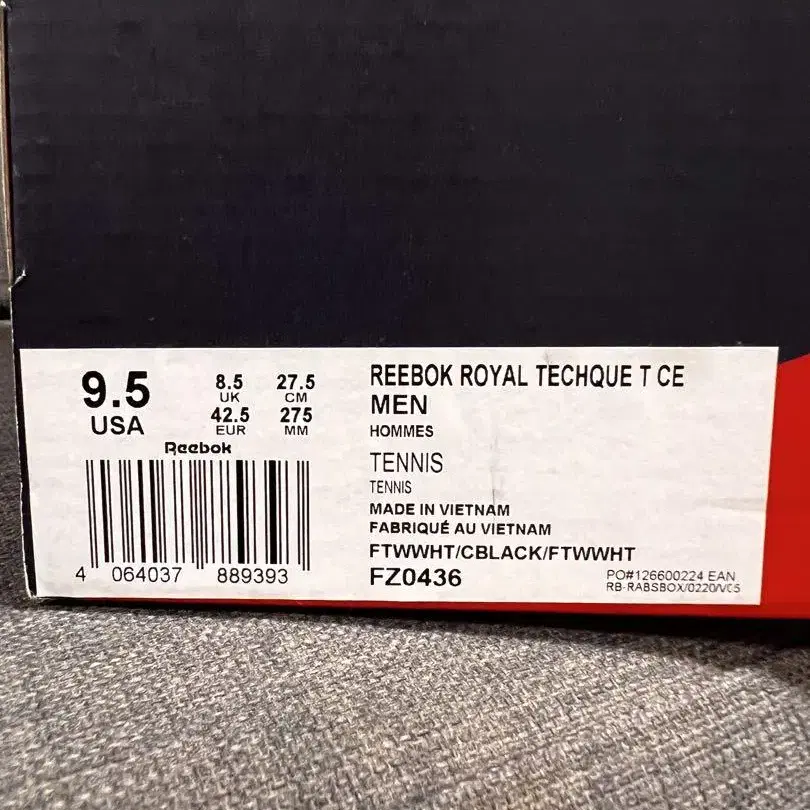 9.5
USA
8.5
UK
27.5
CM
42.5
EUR
275
MM
Reebok
4 064037 889393
REEBOK ROYAL TECHQUE T CE
MEN
HOMMES
TENNIS
TENNIS
MADE IN VIETNAM
FABRIQUÉ AU VIETNAM
FTWWHT/CBLACK/FTWWHT
FZ0436
PO#126600224 EAN
RB-RABSBOX/0220/V05